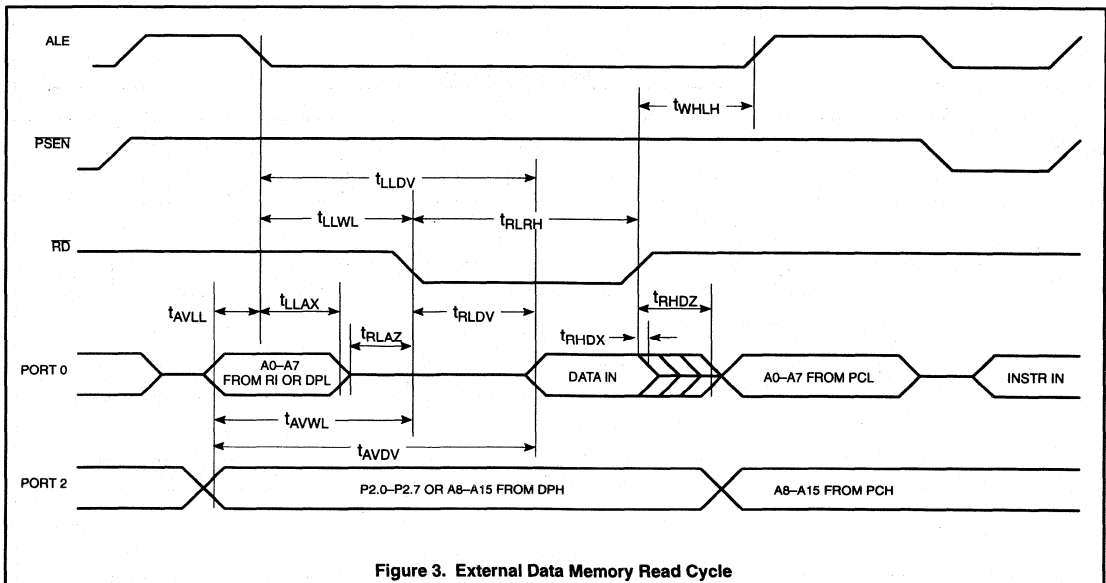 ALE
tWHLH
PSEN
tLLDV
tLLWL
tRLRH
RD
tAVLL
tLLAX
tRLAZ
tRLDV
tRHDZ
tRHDX
PORT 0
A0–A7
FROM RI OR DPL
DATA IN
A0–A7 FROM PCL
INSTR IN
tAVWL
tAVDV
PORT 2
P2.0–P2.7 OR A8–A15 FROM DPH
A8–A15 FROM PCH
Figure 3. External Data Memory Read Cycle